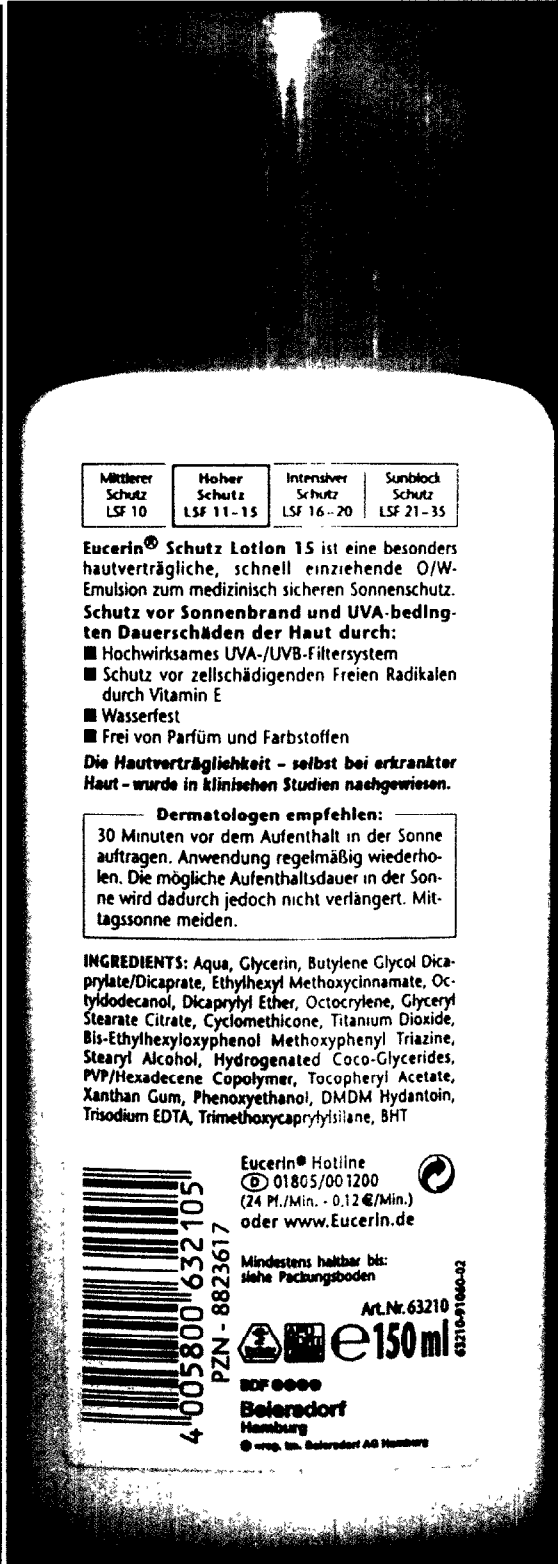 Mittlerer Schutz LSF 10
Hoher Schutz LSF 11-15
Intensiver Schutz LSF 16-20
Sunblock Schutz LSF 21-35
Eucerin® Schutz Lotion 15 ist eine besonders
hautverträgliche, schnell einziehende O/W-
Emulsion zum medizinisch sicheren Sonnenschutz.
Schutz vor Sonnenbrand und UVA-beding-
ten Dauerschäden der Haut durch:
■ Hochwirksames UVA-/UVB-Filtersystem
■ Schutz vor zellschädigenden Freien Radikalen
durch Vitamin E
■ Wasserfest
■ Frei von Parfüm und Farbstoffen
Die Hautverträglichkeit – selbst bei erkrankter
Haut – wurde in klinischen Studien nachgewiesen.
Dermatologen empfehlen:
30 Minuten vor dem Aufenthalt in der Sonne
auftragen. Anwendung regelmäßig wiederho-
len. Die mögliche Aufenthaltsdauer in der Son-
ne wird dadurch jedoch nicht verlängert. Mit-
tagssonne meiden.
INGREDIENTS: Aqua, Glycerin, Butylene Glycol Dica-
prylate/Dicaprate, Ethylhexyl Methoxycinnamate, Oc-
tyldodecanol, Dicaprylyl Ether, Octocrylene, Glyceryl
Stearate Citrate, Cyclomethicone, Titanium Dioxide,
Bis-Ethylhexyloxyphenol Methoxyphenyl Triazine,
Stearyl Alcohol, Hydrogenated Coco-Glycerides,
PVP/Hexadecene Copolymer, Tocopheryl Acetate,
Xanthan Gum, Phenoxyethanol, DMDM Hydantoin,
Trisodium EDTA, Trimethoxycaprylylsilane, BHT
4 005800 632105
PZN - 8823617
Eucerin® Hotline
D 01805/00 1200
(24 Pf./Min. - 0,12 €/Min.)
oder www.Eucerin.de
Mindestens haltbar bis:
siehe Packungsboden
Art.Nr. 63210
e 150 ml
63210-91060-02
BDF
Beiersdorf
Hamburg
reg. tm. Beiersdorf AG Hamburg